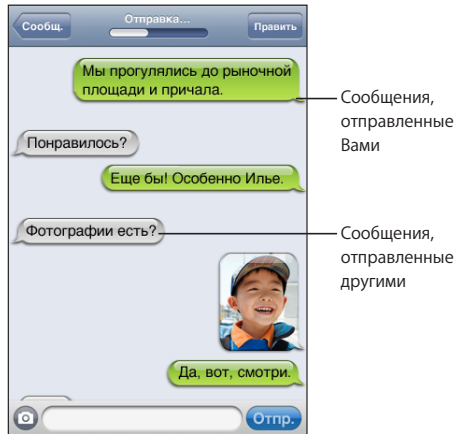 Сообщ.
Отправка...
Править
Мы прогулялись до рыночной
площади и причала.
Сообщения,
отправленные
Вами
Понравилось?
Еще бы! Особенно Илье.
Фотографии есть?
Сообщения,
отправленные
другими
Да, вот, смотри.
Отпр.